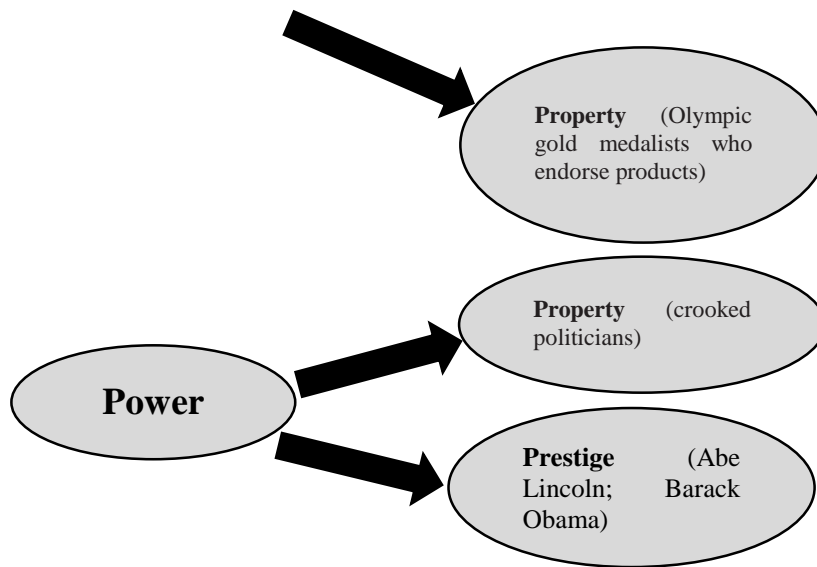 Property (Olympic
gold medalists who
endorse products)
Property (crooked
politicians)
Power
Prestige (Abe
Lincoln; Barack
Obama)